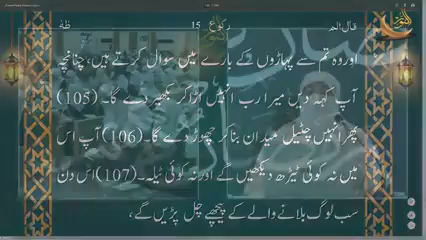 قال الم رکوع 15 طٰهٰ
اور وہ تم سے پہاڑوں کے بارے میں سوال کرتے ہیں، چنانچہ
آپ کہہ دیں میرا رب انہیں اڑا کر بکھیر دے گا۔ (105)
پھر انہیں چٹیل میدان بنا کر چھوڑ دے گا۔ (106) آپ اس
میں نہ کوئی ٹیڑھ دیکھیں گے اور نہ کوئی ٹیلہ۔ (107) اس دن
سب لوگ بلانے والے کے پیچھے چل پڑیں گے،